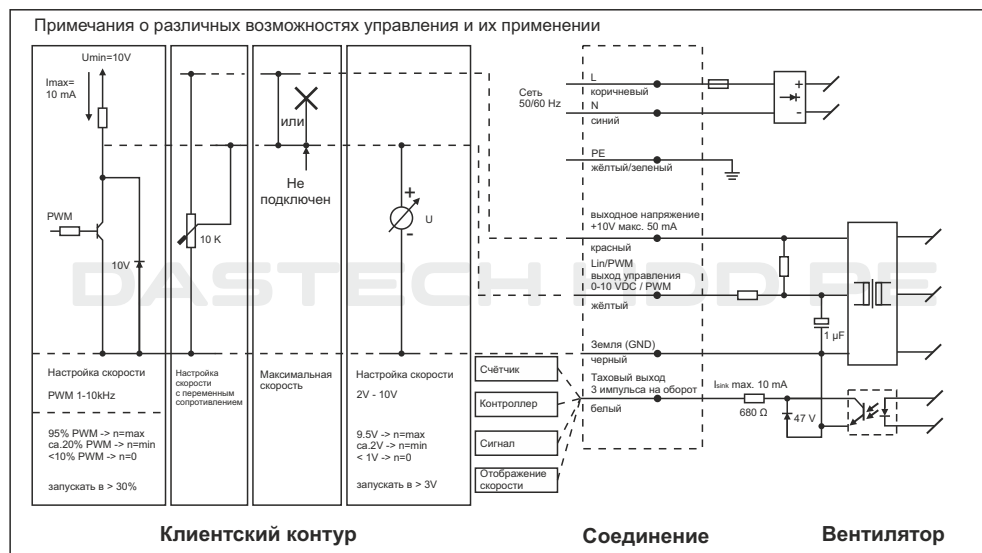 Примечания о различных возможностях управления и их применении
Umin=10V
Imax=
10 mA
PWM
10V
10 K
или
Не
подключен
+
-
U
Настройка скорости
PWM 1-10kHz
95% PWM -> n=max
ca.20% PWM -> n=min
<10% PWM -> n=0
запускать в > 30%
Настройка
скорости
с переменным
сопротивлением
Максимальная
скорость
Настройка скорости
2V - 10V
9.5V -> n=max
ca.2V -> n=min
< 1V -> n=0
запускать в > 3V
Сеть
50/60 Hz
L
коричневый
N
синий
PE
жёлтый/зеленый
+
-
выходное напряжение
+10V макс. 50 mA
красный
Lin/PWM
выход управления
0-10 VDC / PWM
жёлтый
1 µF
Земля (GND)
черный
Таховый выход
3 импульса на оборот
белый
Isink max. 10 mA
680 Ω
47 V
Счётчик
Контроллер
Сигнал
Отображение
скорости
Клиентский контур
Соединение
Вентилятор